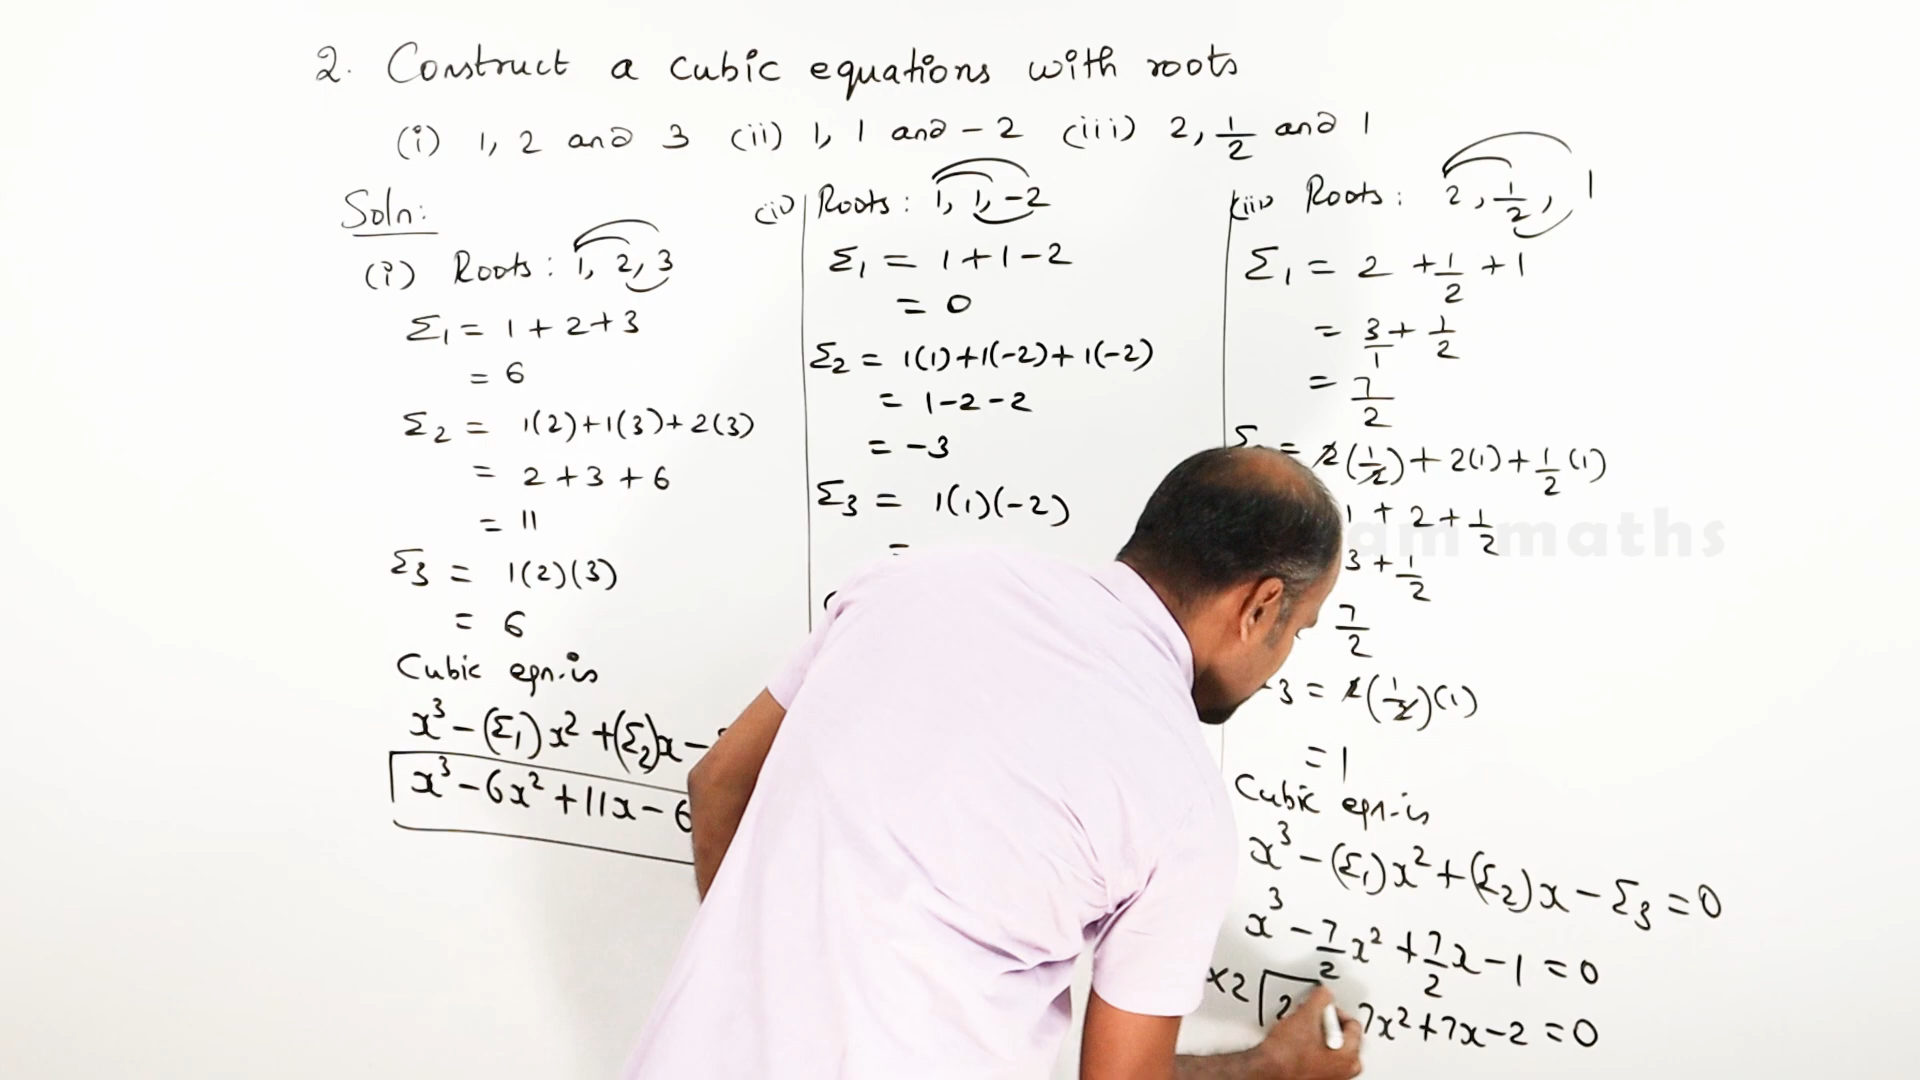 2. Construct a cubic equations with roots
(i) 1, 2 and 3 (ii) 1, 1 and -2 (iii) 2, 1/2 and 1
Soln:
(i) Roots: 1, 2, 3
Σ₁ = 1 + 2 + 3
= 6
Σ₂ = 1(2)+1(3)+2(3)
= 2 + 3 + 6
= 11
Σ₃ = 1(2)(3)
= 6
Cubic eqn. is
x³ - (Σ₁)x² + (Σ₂)x -
x³ - 6x² + 11x - 6
(ii) Roots: 1, 1, -2
Σ₁ = 1+1-2
= 0
Σ₂ = 1(1)+1(-2)+1(-2)
= 1-2-2
= -3
Σ₃ = 1(1)(-2)
=
(iii) Roots: 2, 1/2, 1
Σ₁ = 2 + 1/2 + 1
= 3/1 + 1/2
= 7/2
= 2(1/2) + 2(1) + 1/2 (1)
1 + 2 + 1/2
3 + 1/2
7/2
3 = 2(1/2)(1)
= 1
Cubic eqn. is
x³ - (Σ₁)x² + (Σ₂)x - Σ₃ = 0
x³ - 7/2 x² + 7/2 x - 1 = 0
×2 2 7x² + 7x - 2 = 0
am maths